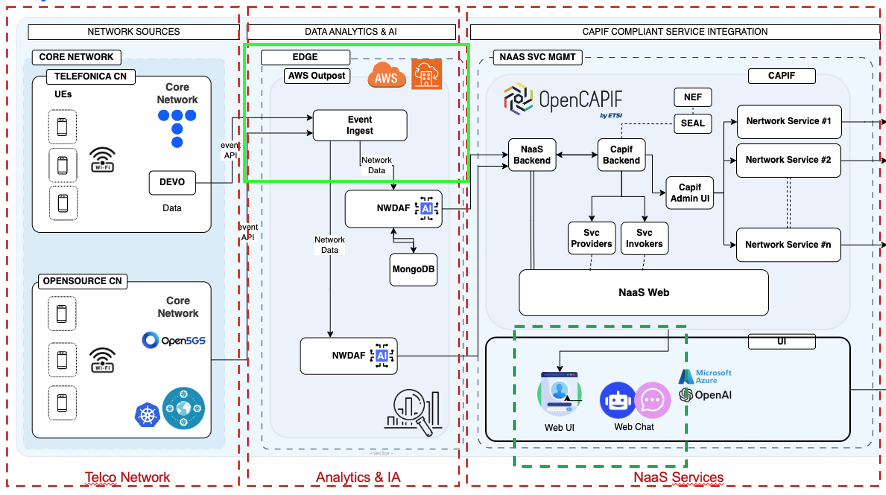 NETWORK SOURCES
DATA ANALYTICS & AI
CAPIF COMPLIANT SERVICE INTEGRATION
CORE NETWORK
TELEFONICA CN
UEs
Core
Network
Wi-Fi
DEVO
Data
event
API
OPENSOURCE CN
Core
Network
Open5GS
Wi-Fi
event
API
Telco Network
EDGE
AWS Outpost
AWS
Event
Ingest
Network
Data
NWDAF
AI
Network
Data
MongoDB
NWDAF
AI
Analytics & IA
NAAS SVC MGMT
OpenCAPIF
by ETSI
NEF
SEAL
CAPIF
NaaS
Backend
Capif
Backend
Capif
Admin UI
Nertwork Service #1
Nertwork Service #2
Nertwork Service #n
Svc
Providers
Svc
Invokers
NaaS Web
UI
Web UI
Web Chat
Microsoft
Azure
OpenAI
NaaS Services